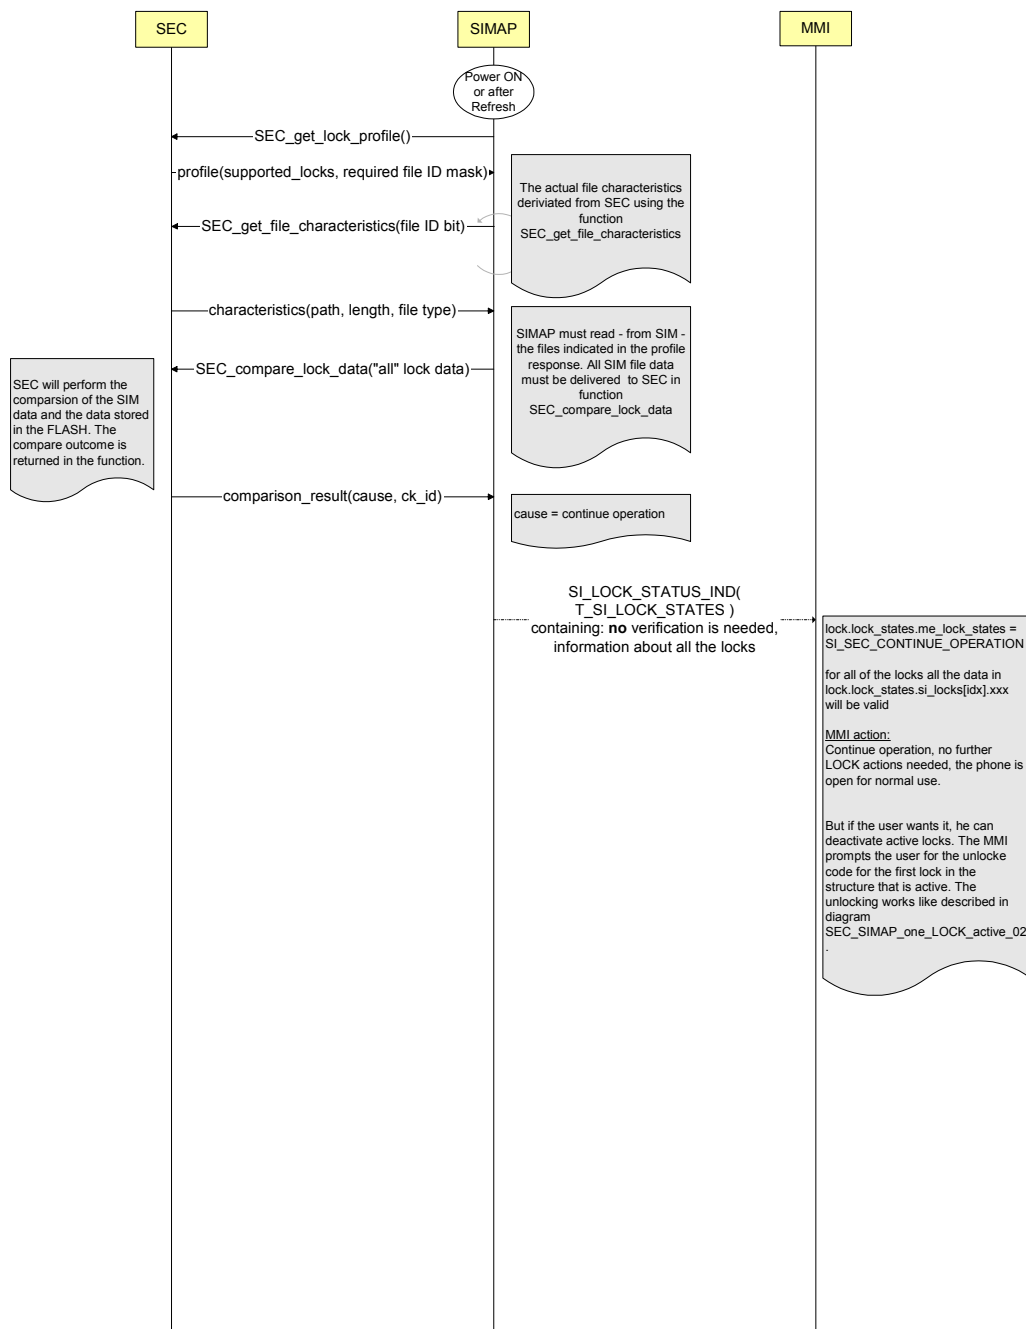 SEC
SIMAP
MMI
Power ON
or after
Refresh
SEC_get_lock_profile()
profile(supported_locks, required file ID mask)
The actual file characteristics
deriviated from SEC using the
function
SEC_get_file_characteristics
SEC_get_file_characteristics(file ID bit)
characteristics(path, length, file type)
SIMAP must read - from SIM -
the files indicated in the profile
response. All SIM file data
must be delivered  to SEC in
function
SEC_compare_lock_data
SEC_compare_lock_data("all" lock data)
SEC will perform the
comparsion of the SIM
data and the data stored
in the FLASH. The
compare outcome is
returned in the function.
comparison_result(cause, ck_id)
cause = continue operation
SI_LOCK_STATUS_IND(
T_SI_LOCK_STATES )
containing: no verification is needed,
information about all the locks
lock.lock_states.me_lock_states =
SI_SEC_CONTINUE_OPERATION
for all of the locks all the data in
lock.lock_states.si_locks[idx].xxx
will be valid
MMI action:
Continue operation, no further
LOCK actions needed, the phone is
open for normal use.
But if the user wants it, he can
deactivate active locks. The MMI
prompts the user for the unlocke
code for the first lock in the
structure that is active. The
unlocking works like described in
diagram
SEC_SIMAP_one_LOCK_active_02
.